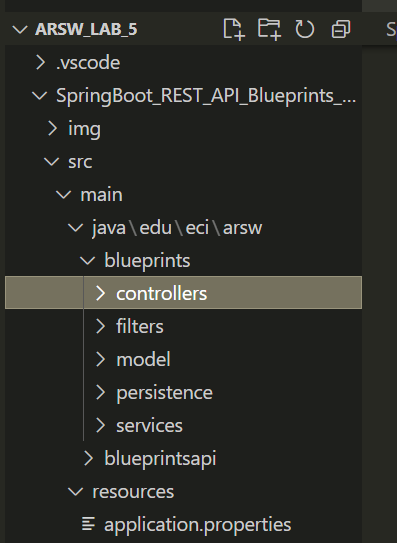 ARSW_LAB_5
S
.vscode
SpringBoot_REST_API_Blueprints_...
img
src
main
java\edu\eci\arsw
blueprints
controllers
filters
model
persistence
services
blueprintsapi
resources
application.properties